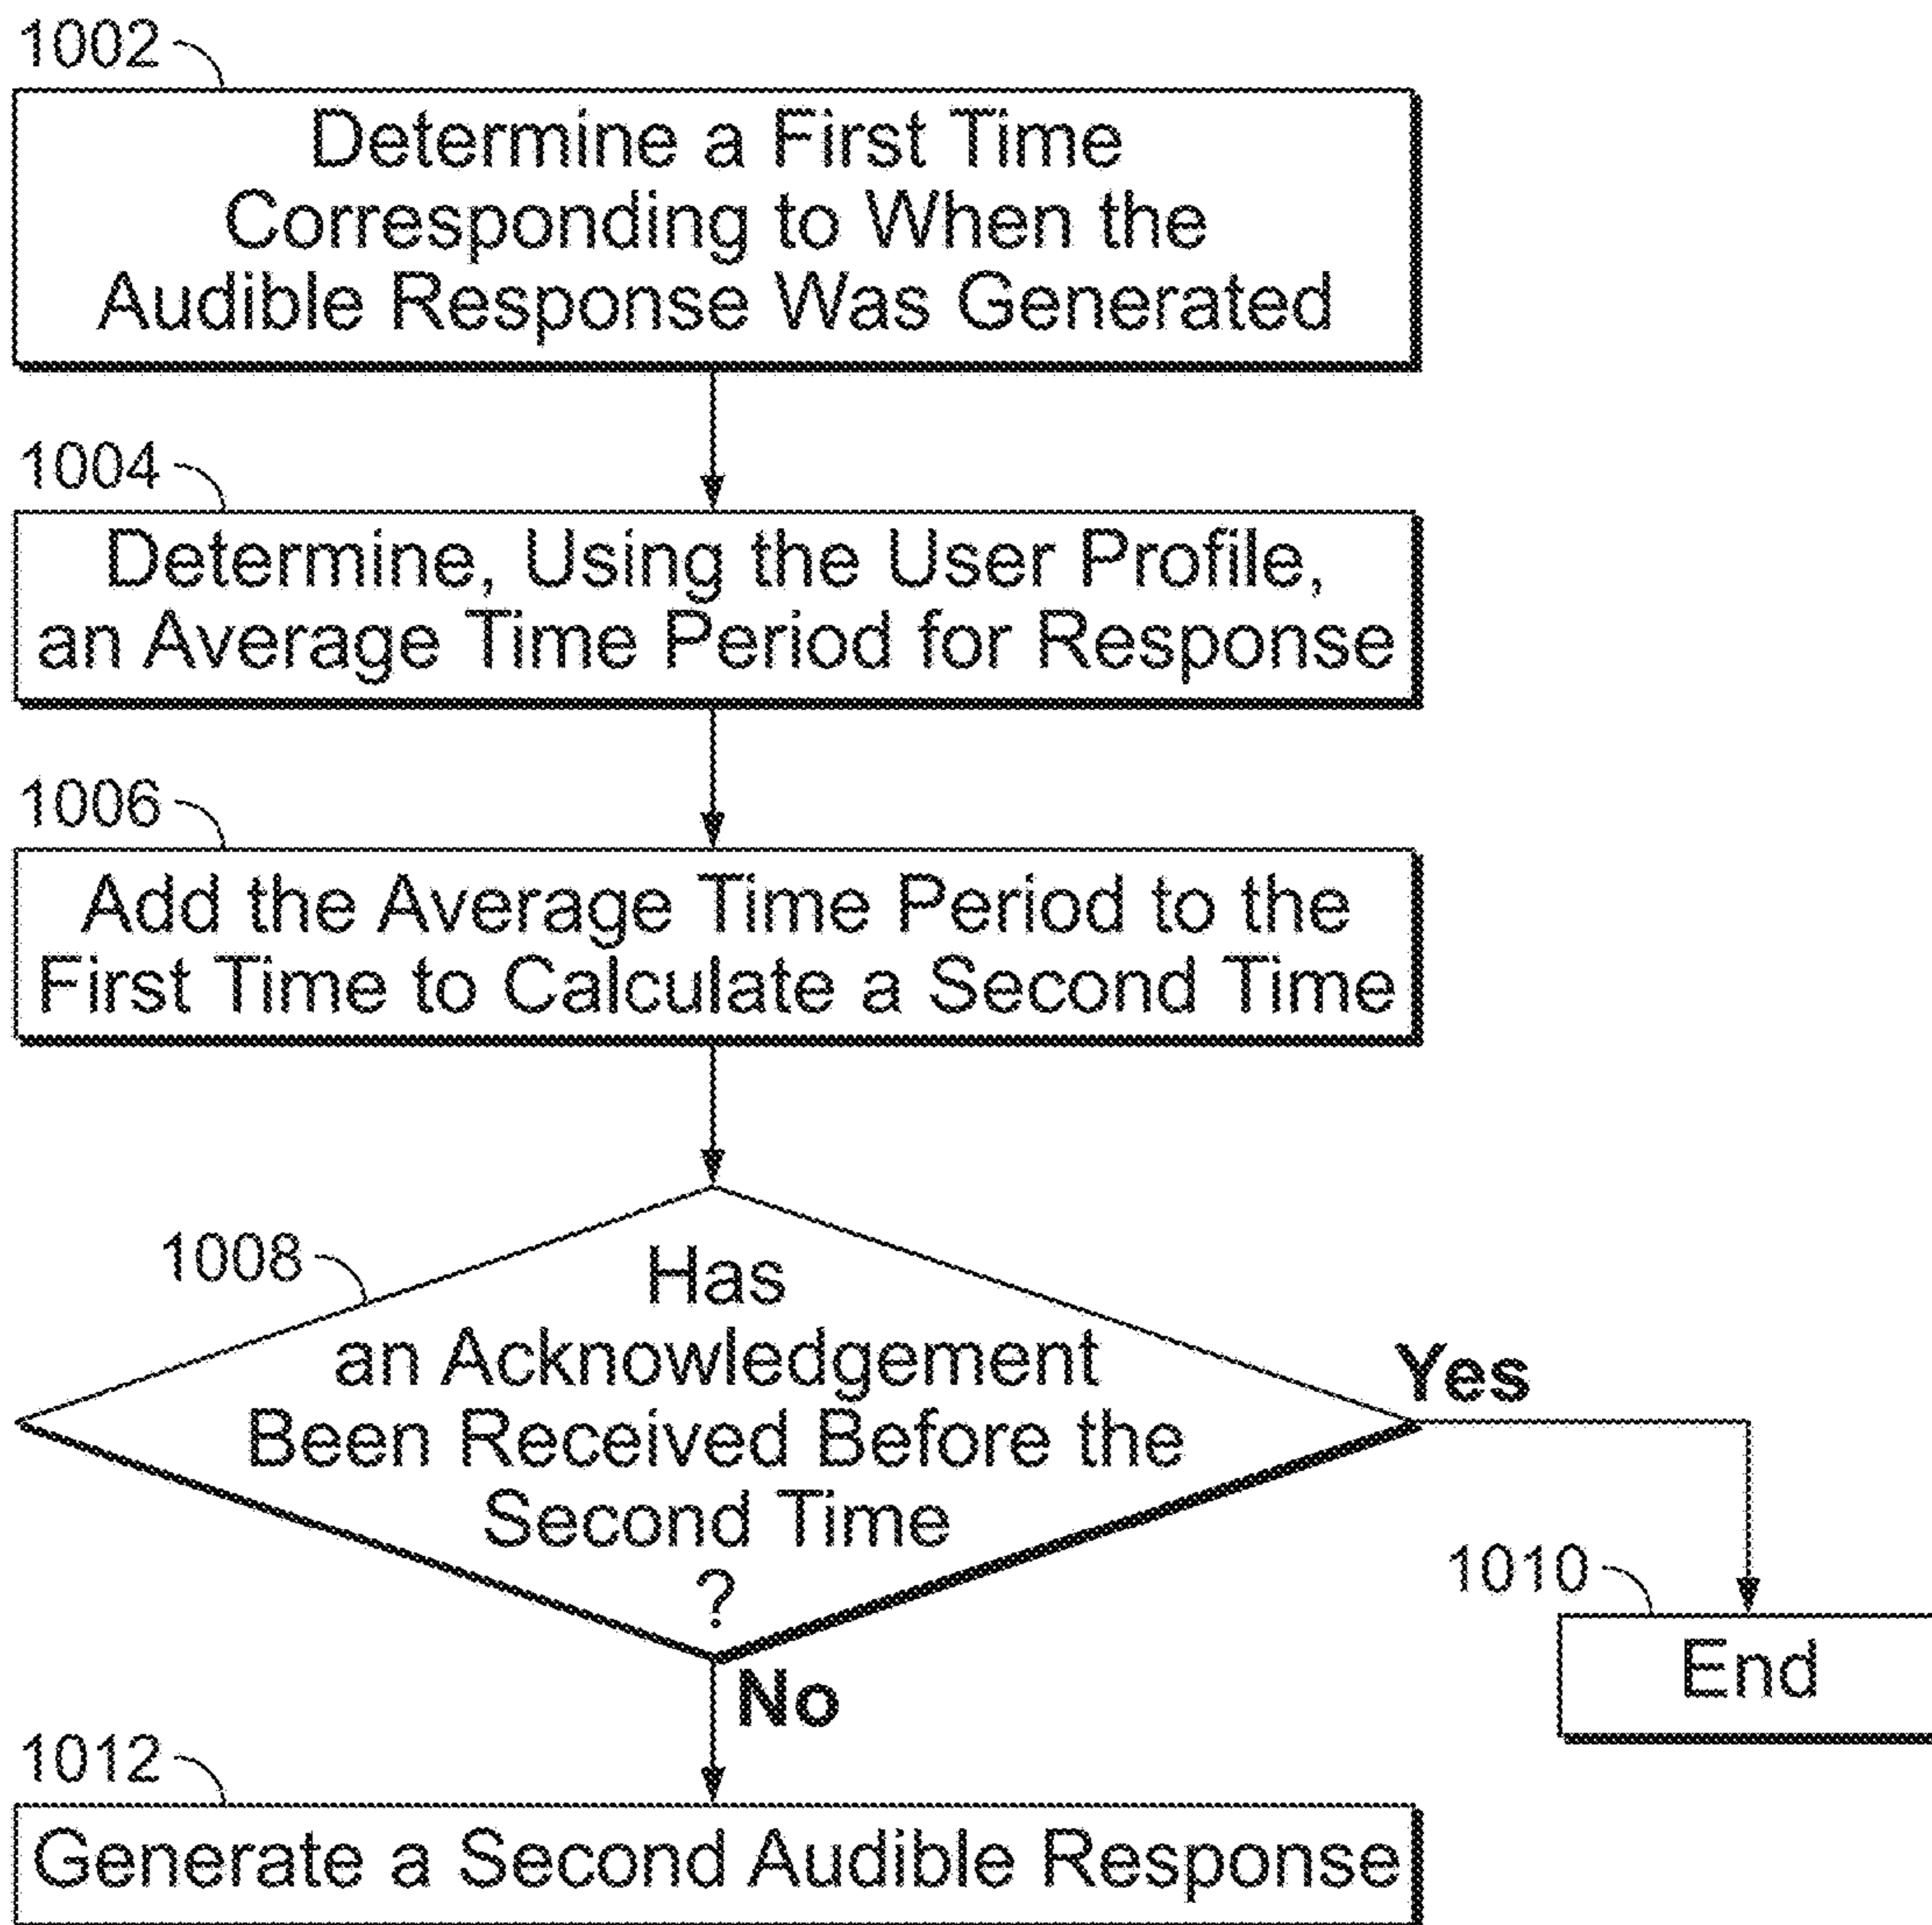 1002
Determine a First Time
Corresponding to When the
Audible Response Was Generated
1004
Determine, Using the User Profile,
an Average Time Period for Response
1006
Add the Average Time Period to the
First Time to Calculate a Second Time
1008
Has
an Acknowledgement
Been Received Before the
Second Time
?
Yes
No
1010
End
1012
Generate a Second Audible Response